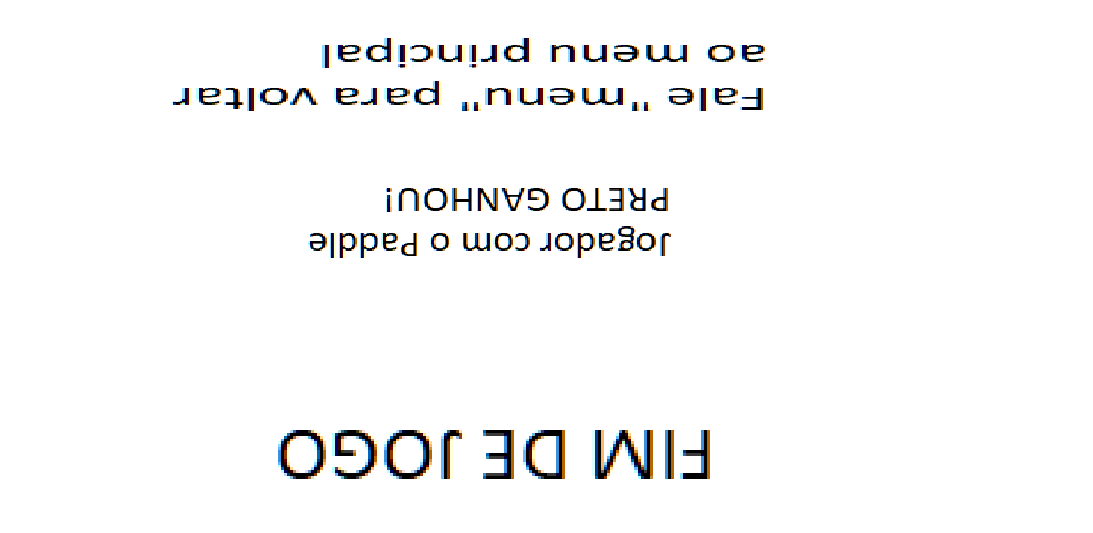 FIM DE JOGO
Jogador com o Paddle
PRETO GANHOU!
Fale "menu" para voltar
ao menu principal